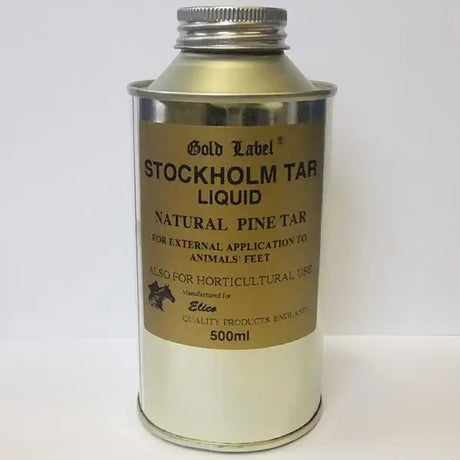 Gold Label®
STOCKHOLM TAR
LIQUID
NATURAL PINE TAR
FOR EXTERNAL APPLICATION TO
ANIMALS' FEET
ALSO FOR HORTICULTURAL USE
Manufactured for
Elico
QUALITY PRODUCTS ENGLAND
500ml